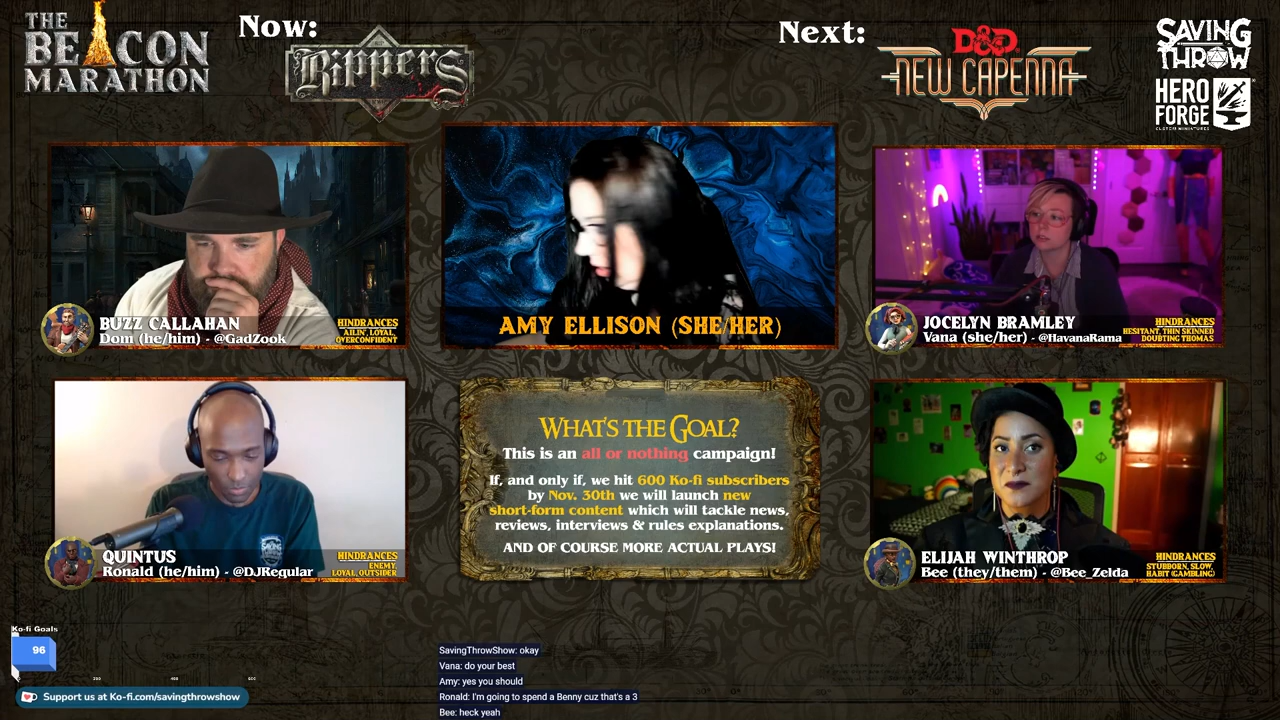 THE
BEACON
MARATHON
Now:
Rippers
Next:
D&D
NEW CAPENNA
SAVING
THROW
HERO
FORGE
CUSTOM MINIATURES
BUZZ CALLAHAN
Dom (he/him) - @GadZook
HINDRANCES
AILIN', LOYAL,
OVERCONFIDENT
AMY ELLISON (SHE/HER)
JOCELYN BRAMLEY
Vana (she/her) - @HavanaRama
HINDRANCES
HESITANT, THIN SKINNED
DOUBTING THOMAS
QUINTUS
Ronald (he/him) - @DJRegular
HINDRANCES
ENEMY,
LOYAL, OUTSIDER
WHAT'S THE GOAL?
This is an all or nothing campaign!
If, and only if, we hit 600 Ko-fi subscribers
by Nov. 30th we will launch new
short-form content which will tackle news,
reviews, interviews & rules explanations.
AND OF COURSE MORE ACTUAL PLAYS!
ELIJAH WINTHROP
Bee (they/them) - @Bee_Zelda
HINDRANCES
STUBBORN, SLOW,
HABIT (GAMBLING)
Ko-fi Goals
96
Support us at Ko-fi.com/savingthrowshow
SavingThrowShow: okay
Vana: do your best
Amy: yes you should
Ronald: I'm going to spend a Benny cuz that's a 3
Bee: heck yeah